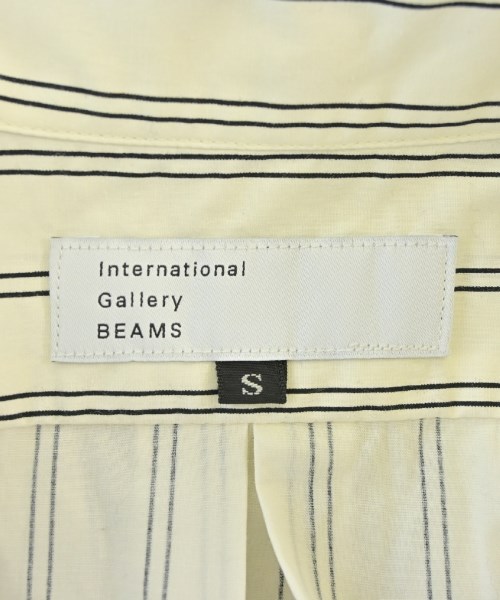 International
Gallery
BEAMS
S